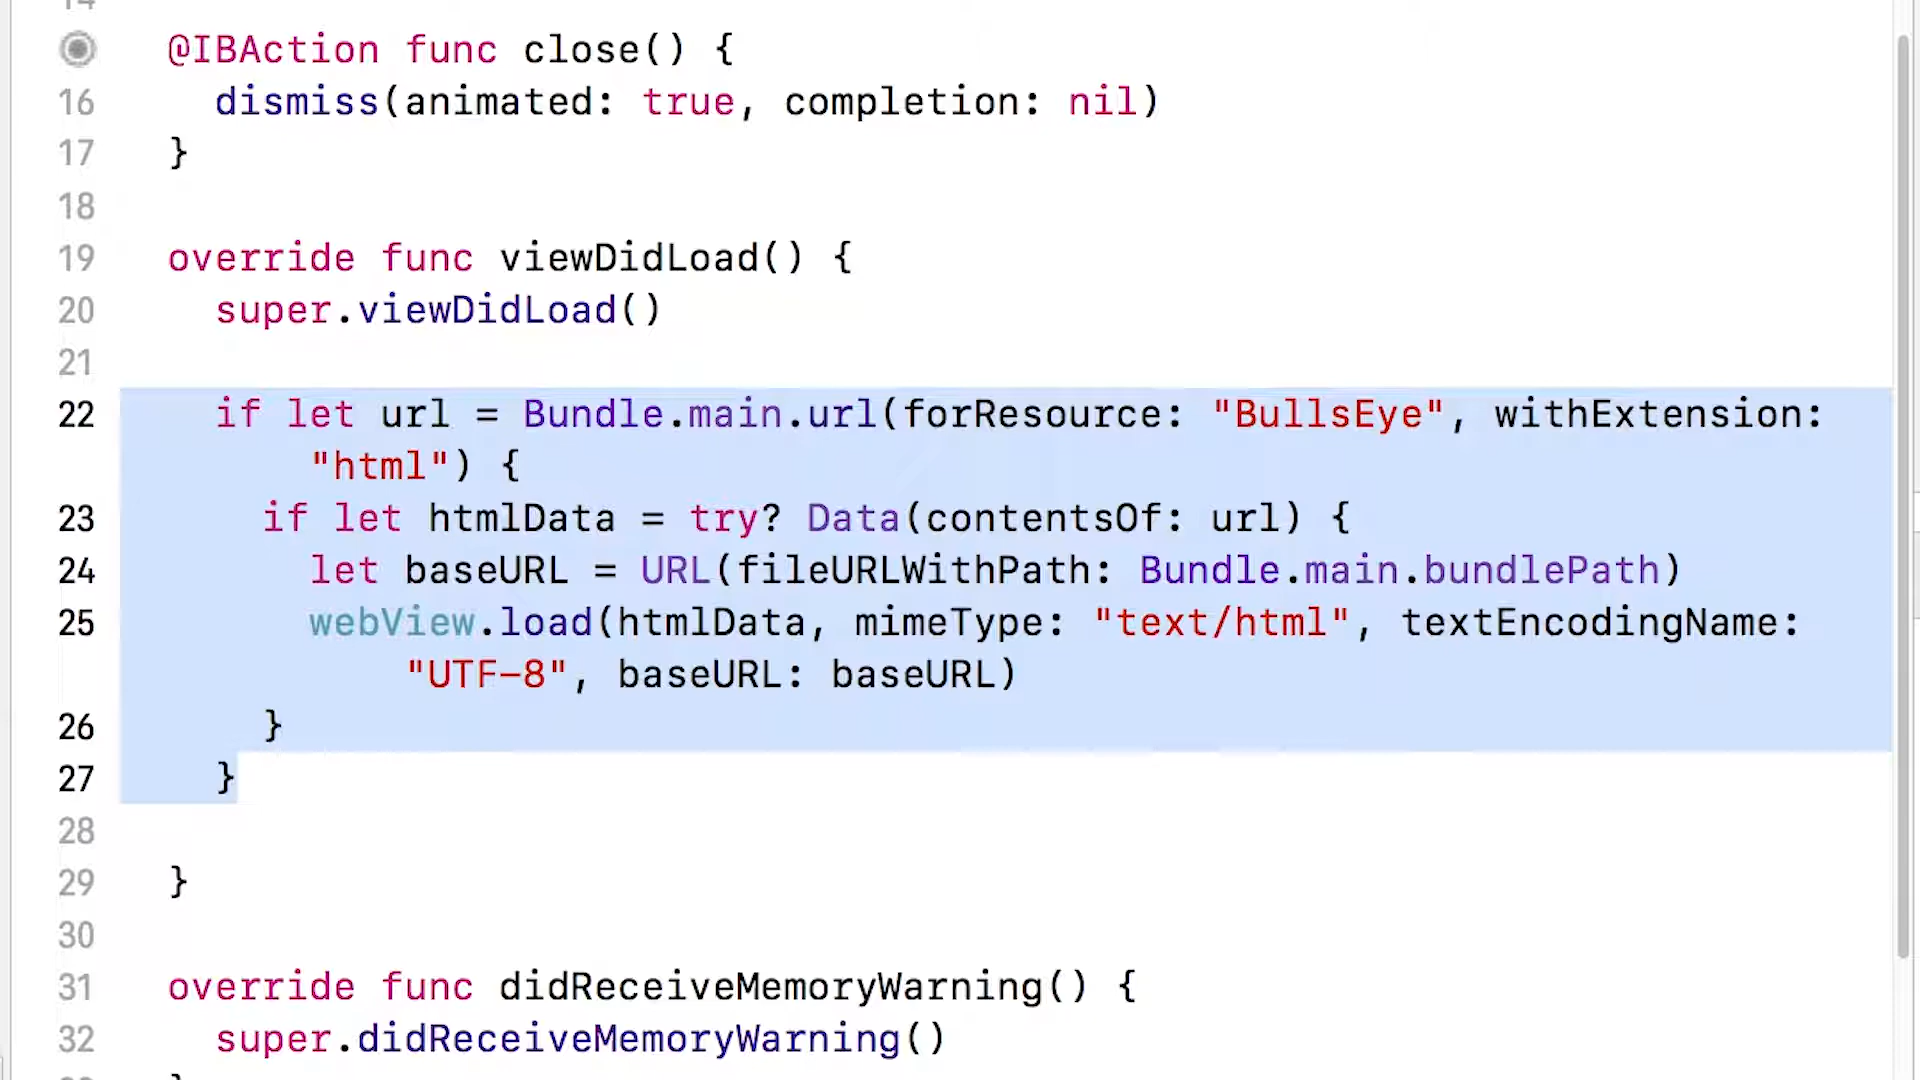 @IBAction func close() {
16 dismiss(animated: true, completion: nil)
17 }
18
19 override func viewDidLoad() {
20 super.viewDidLoad()
21
22 if let url = Bundle.main.url(forResource: "BullsEye", withExtension:
"html") {
23 if let htmlData = try? Data(contentsOf: url) {
24 let baseURL = URL(fileURLWithPath: Bundle.main.bundlePath)
25 webView.load(htmlData, mimeType: "text/html", textEncodingName:
"UTF-8", baseURL: baseURL)
26 }
27 }
28
29 }
30
31 override func didReceiveMemoryWarning() {
32 super.didReceiveMemoryWarning()